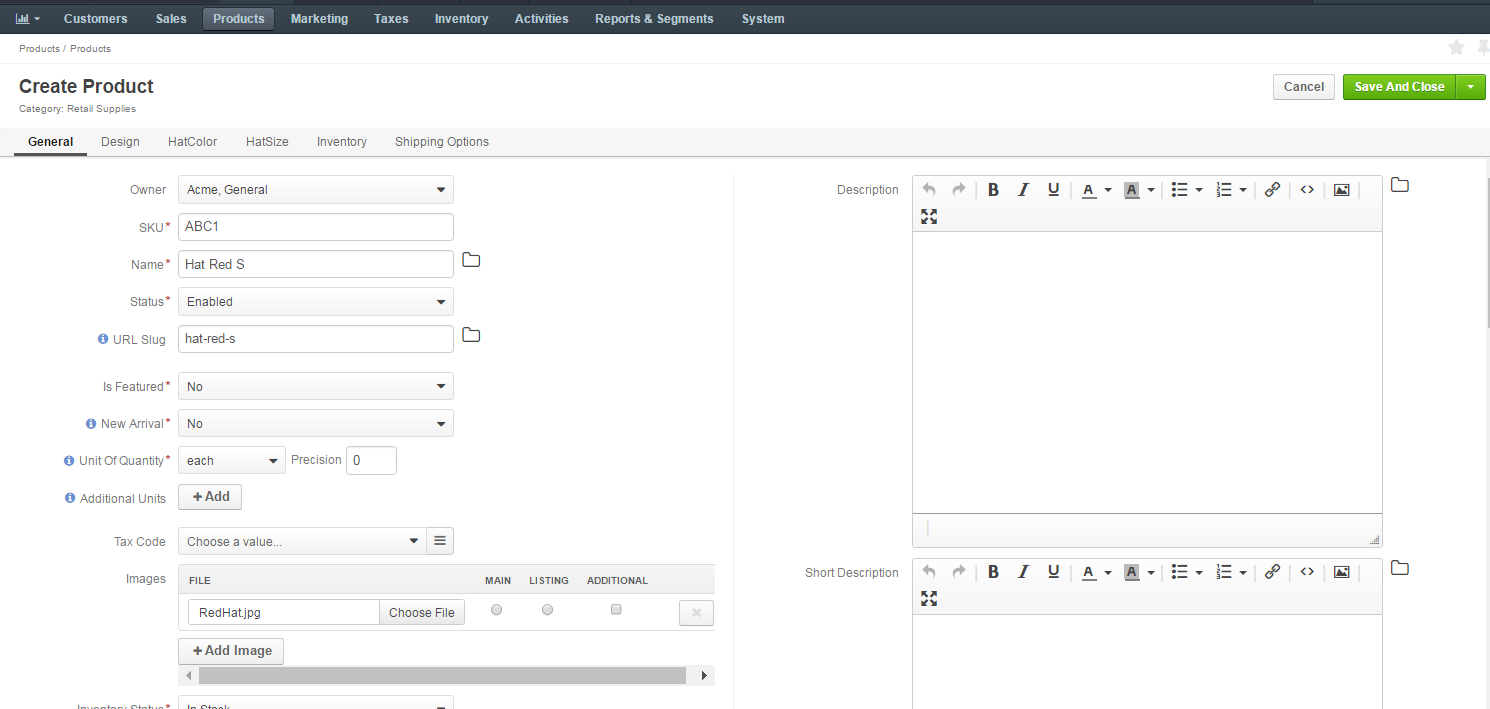 Customers Sales Products Marketing Taxes Inventory Activities Reports & Segments System
Products / Products
Create Product
Cancel Save And Close
Category: Retail Supplies
General Design HatColor HatSize Inventory Shipping Options
Owner Acme, General
SKU* ABC1
Name* Hat Red S
Status* Enabled
URL Slug hat-red-s
Is Featured* No
New Arrival* No
Unit Of Quantity* each Precision 0
Additional Units + Add
Tax Code Choose a value...
Images FILE MAIN LISTING ADDITIONAL
RedHat.jpg Choose File
+ Add Image
Inventory Status* In Stock
Description B I U A A
Short Description B I U A A